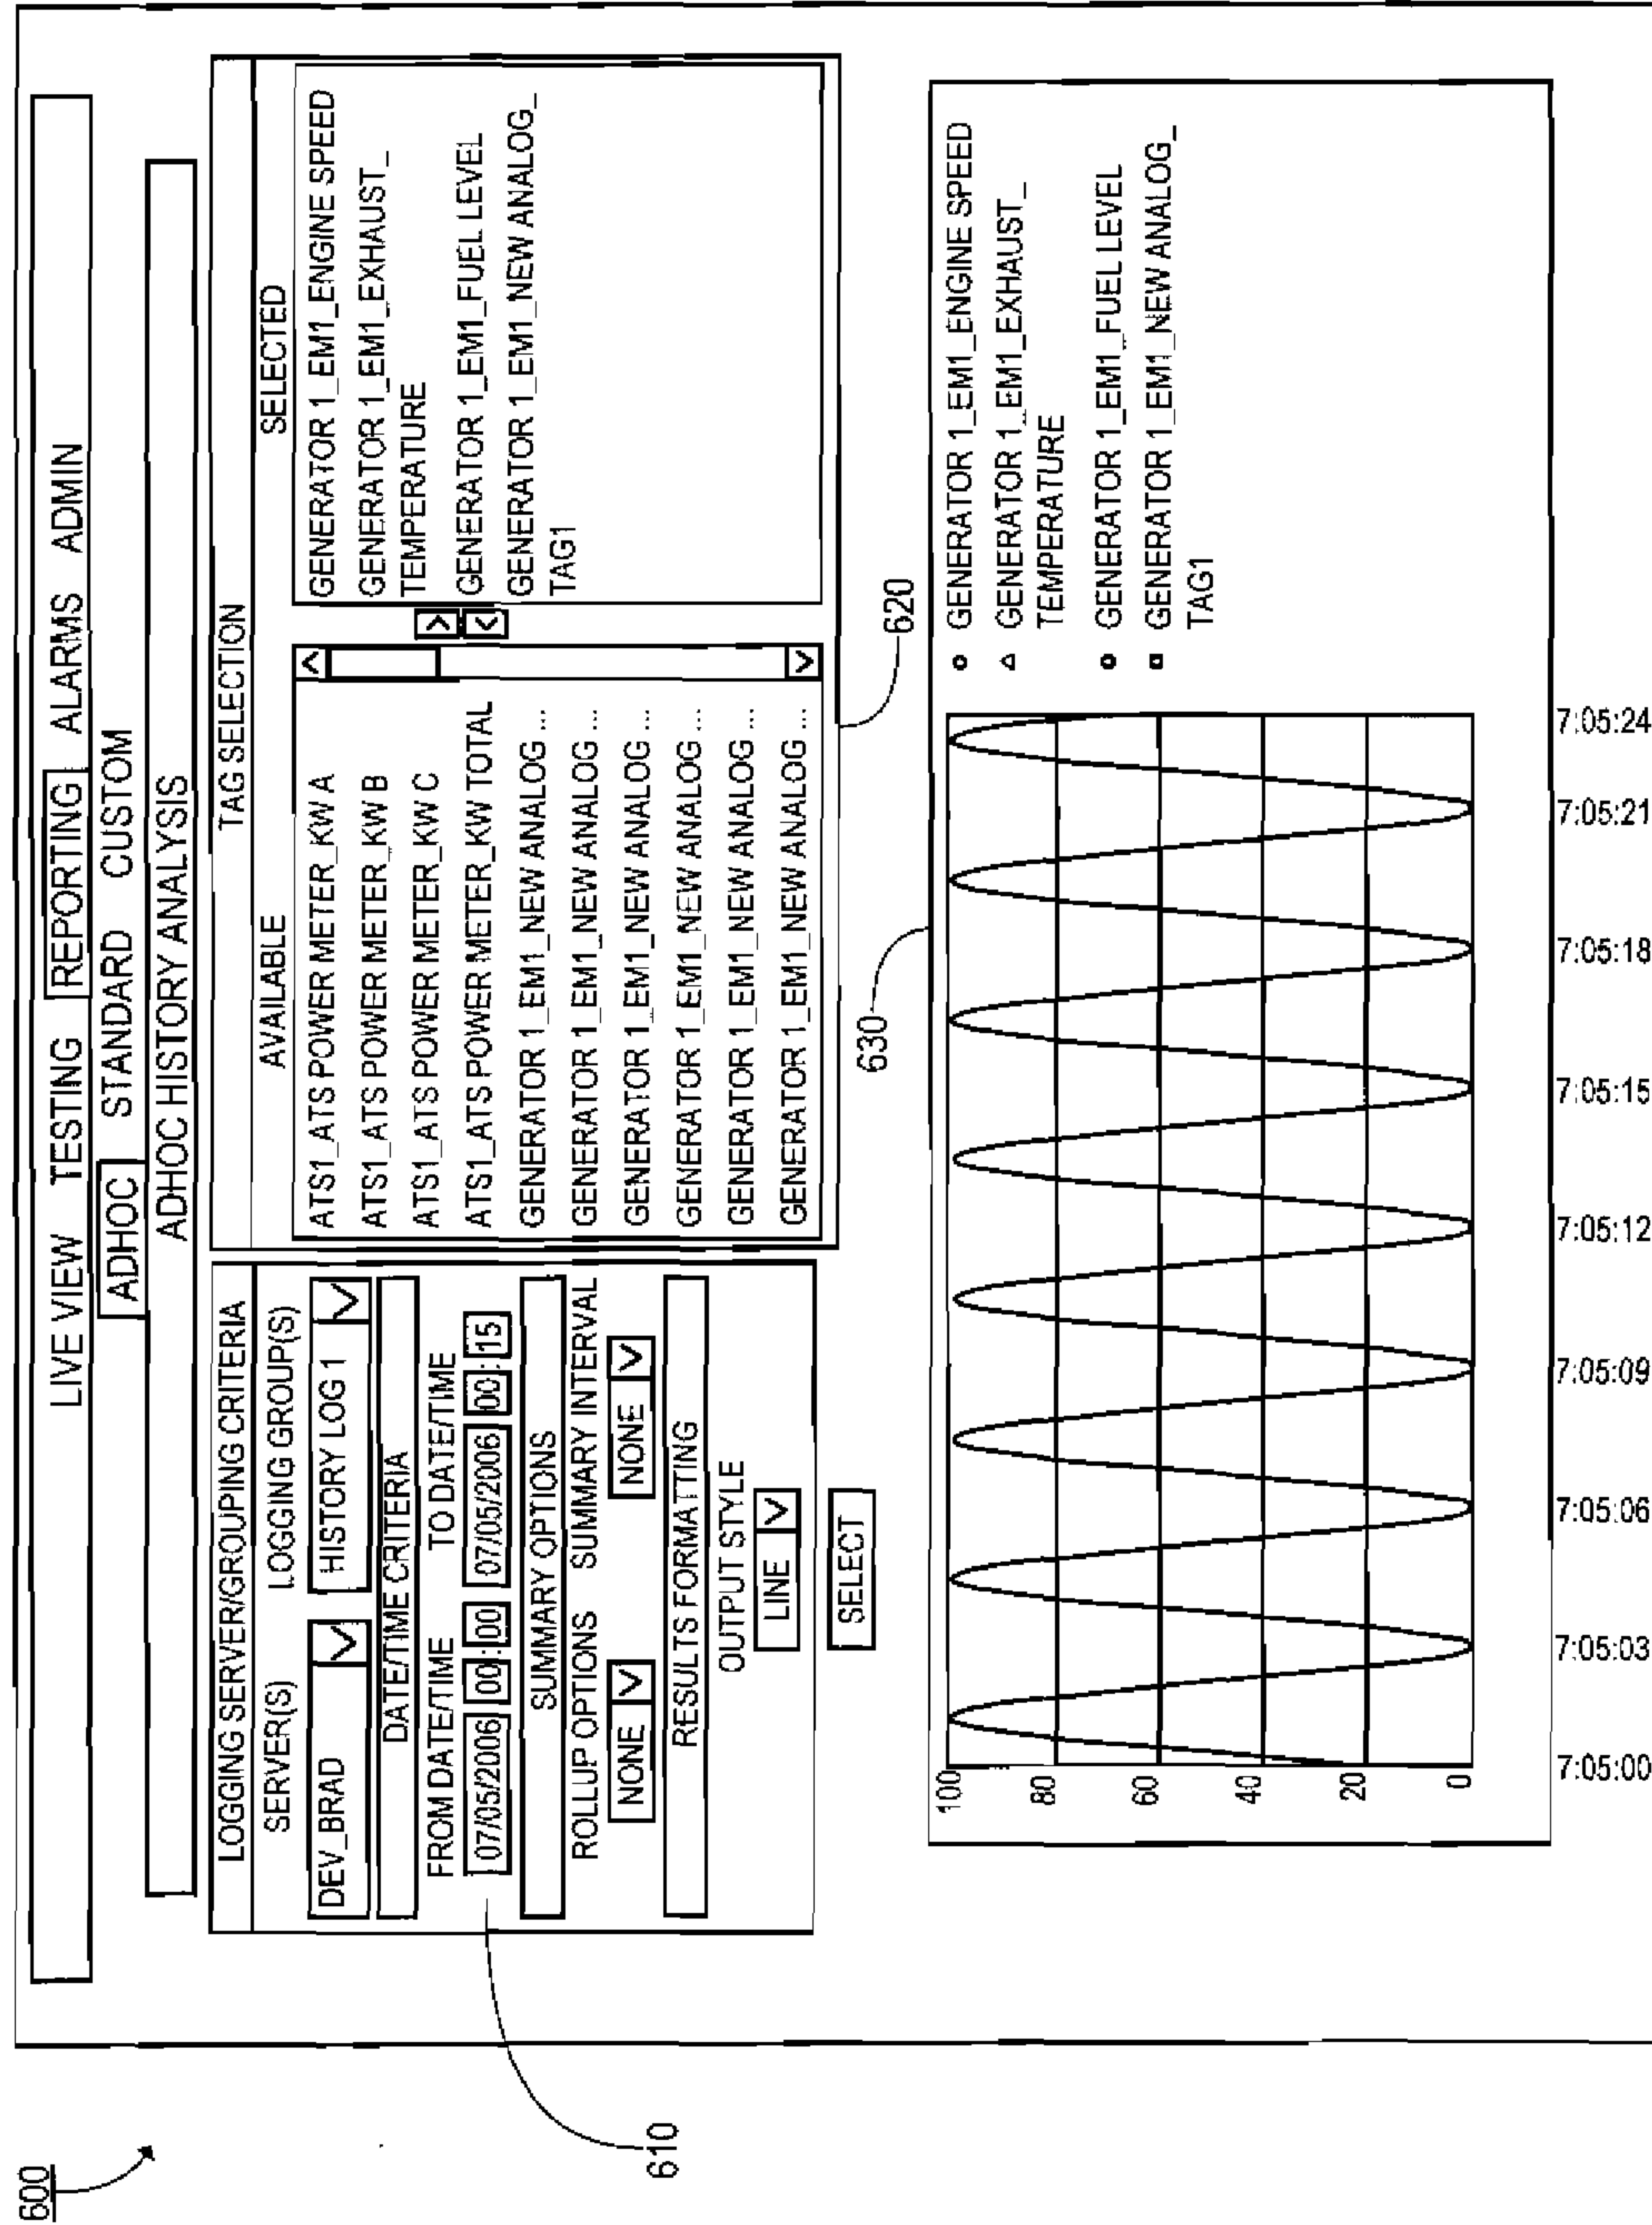 600
LIVE VIEW TESTING REPORTING ALARMS ADMIN
ADHOC STANDARD CUSTOM
ADHOC HISTORY ANALYSIS
LOGGING SERVER/GROUPING CRITERIA
SERVER(S) LOGGING GROUP(S)
DEV_BRAD HISTORY LOG 1
DATE/TIME CRITERIA
FROM DATE/TIME TO DATE/TIME
07/05/2006 00:00 07/05/2006 00:15
SUMMARY OPTIONS
ROLLUP OPTIONS SUMMARY INTERVAL
NONE NONE
RESULTS FORMATTING
OUTPUT STYLE
LINE
SELECT
610
TAG SELECTION
AVAILABLE
ATS1_ATS POWER METER_KW A
ATS1_ATS POWER METER_KW B
ATS1_ATS POWER METER_KW C
ATS1_ATS POWER METER_KW TOTAL
GENERATOR 1_EM1_NEW ANALOG ...
GENERATOR 1_EM1_NEW ANALOG ...
GENERATOR 1_EM1_NEW ANALOG ...
GENERATOR 1_EM1_NEW ANALOG ...
GENERATOR 1_EM1_NEW ANALOG ...
GENERATOR 1_EM1_NEW ANALOG ...
> <
SELECTED
GENERATOR 1_EM1_ENGINE SPEED
GENERATOR 1_EM1_EXHAUST_
TEMPERATURE
GENERATOR 1_EM1_FUEL LEVEL
GENERATOR 1_EM1_NEW ANALOG_
TAG1
620
630
100
80
60
40
20
0
7:05:00 7:05:03 7:05:06 7:05:09 7:05:12 7:05:15 7:05:18 7:05:21 7:05:24
GENERATOR 1_EM1_ENGINE SPEED
GENERATOR 1_EM1_EXHAUST_
TEMPERATURE
GENERATOR 1_EM1_FUEL LEVEL
GENERATOR 1_EM1_NEW ANALOG_
TAG1